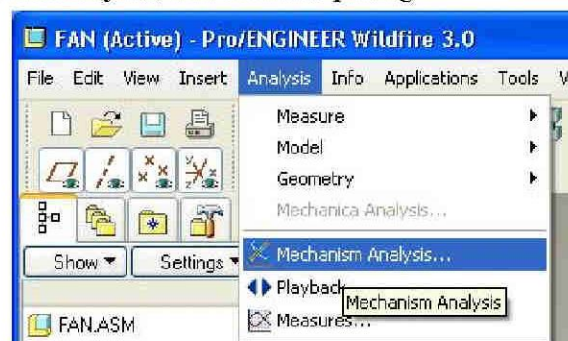 FAN (Active) - Pro/ENGINEER Wildfire 3.0
File Edit View Insert Analysis Info Applications Tools
Measure
Model
Geometry
Mechanica Analysis...
Show Settings
Mechanism Analysis...
Playback
Mechanism Analysis
FAN.ASM
Measures...